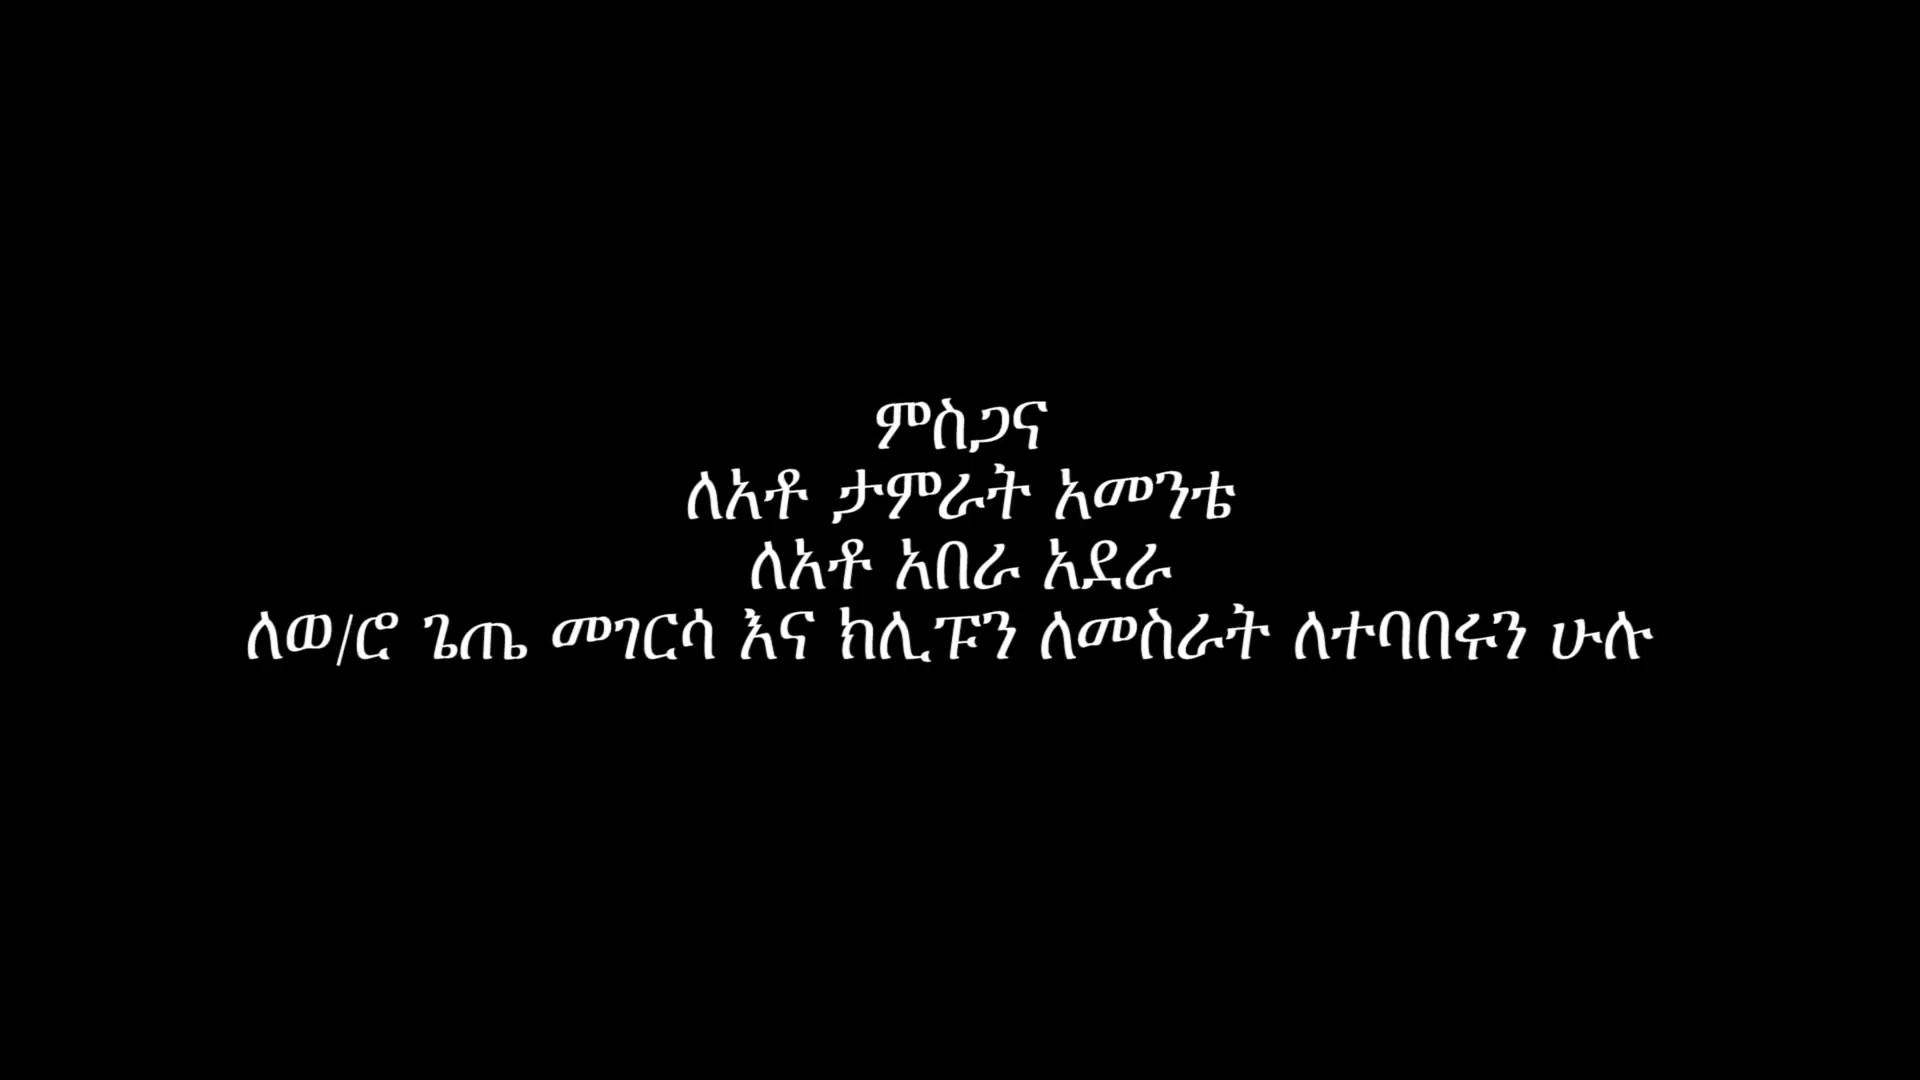 ምስጋና
ለአቶ ታምራት አመንቴ
ለአቶ አበራ አደራ
ለወ/ሮ ጌጤ መገርሳ እና ክሊፑን ለመስራት ለተባበሩን ሁሉ